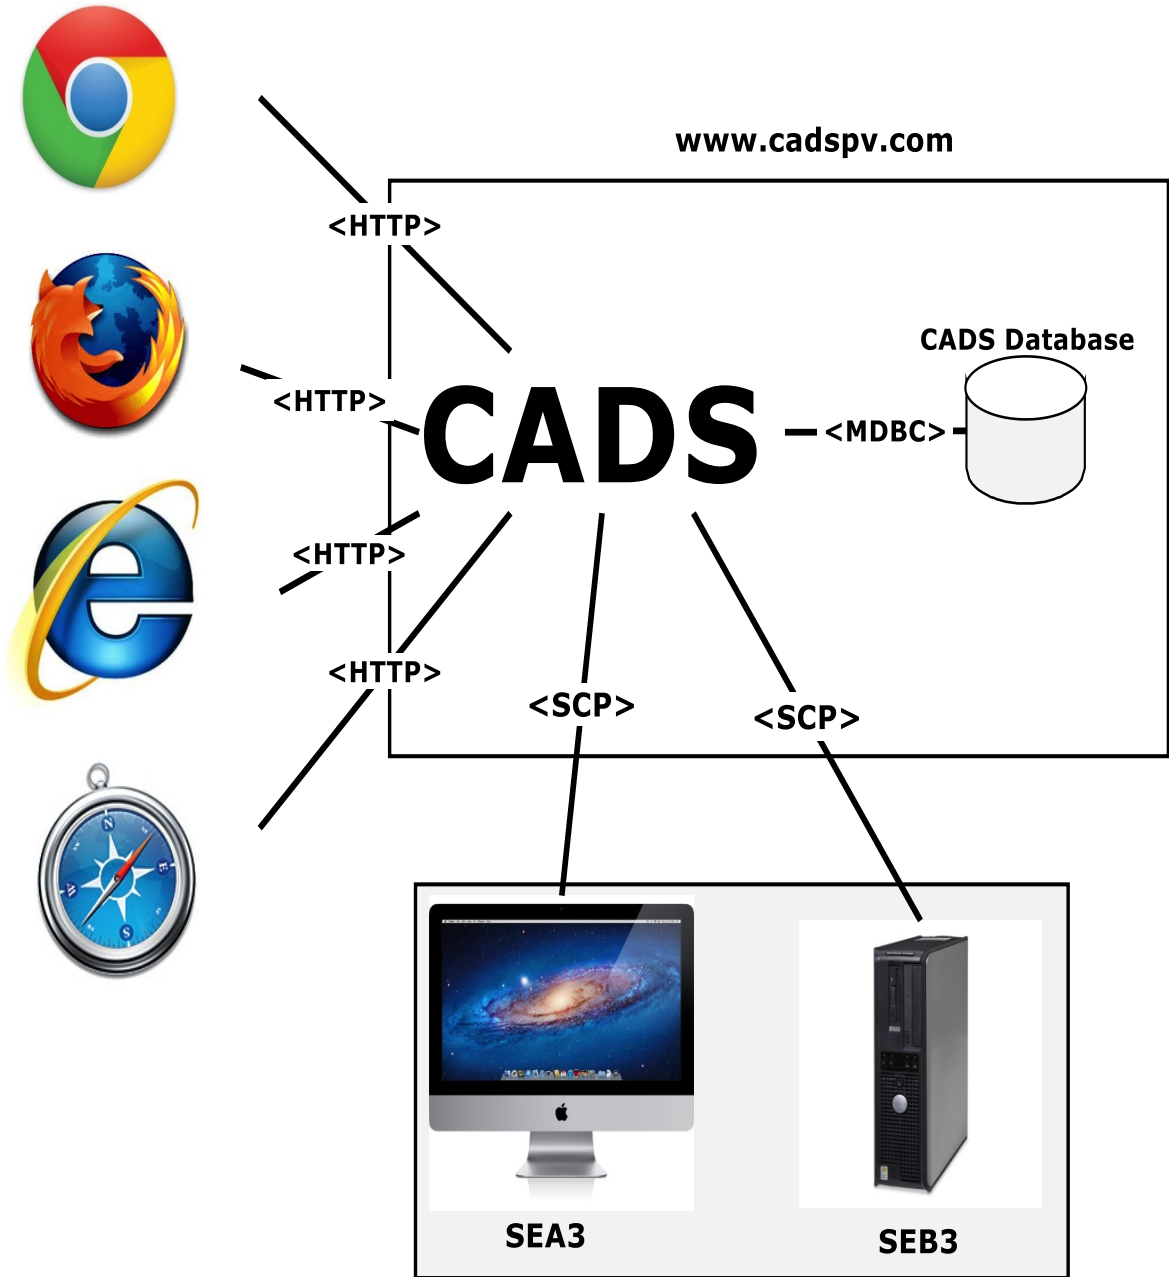 www.cadspv.com
<HTTP>
CADS Database
<HTTP>
CADS
<MDBC>
<HTTP>
<HTTP>
<SCP>
<SCP>
N
E
W
S
SEA3
SEB3